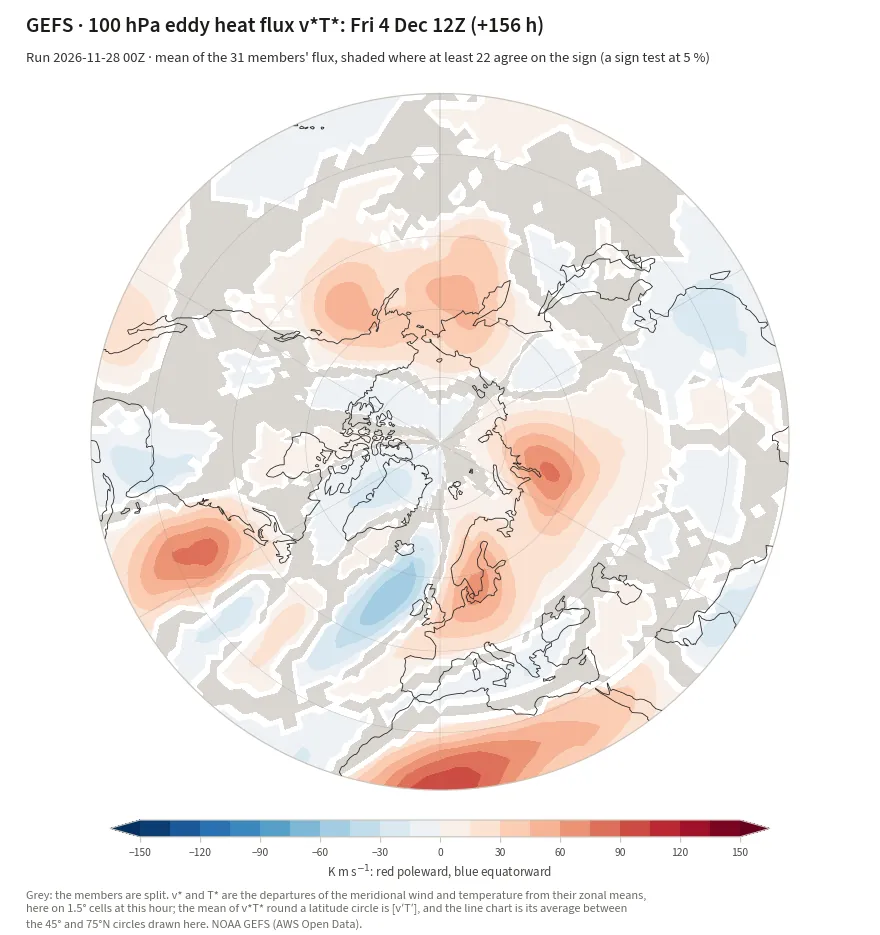 GEFS · 100 hPa eddy heat flux v*T*: Fri 4 Dec 12Z (+156 h)
Run 2026-11-28 00Z · mean of the 31 members' flux, shaded where at least 22 agree on the sign (a sign test at 5 %)
−150 −120 −90 −60 −30 0 30 60 90 120 150
K m s⁻¹: red poleward, blue equatorward
Grey: the members are split. v* and T* are the departures of the meridional wind and temperature from their zonal means,
here on 1.5° cells at this hour; the mean of v*T* round a latitude circle is [v′T′], and the line chart is its average between
the 45° and 75°N circles drawn here. NOAA GEFS (AWS Open Data).